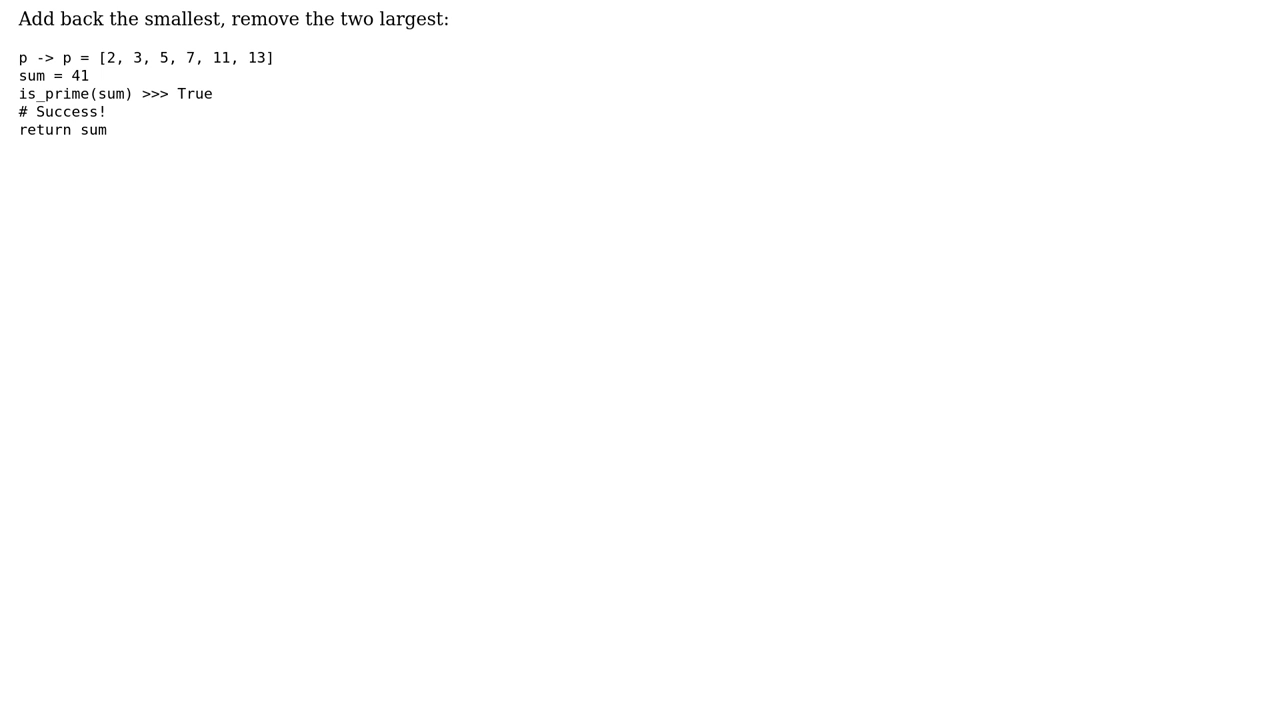 Add back the smallest, remove the two largest:
p -> p = [2, 3, 5, 7, 11, 13]
sum = 41
is_prime(sum) >>> True
# Success!
return sum